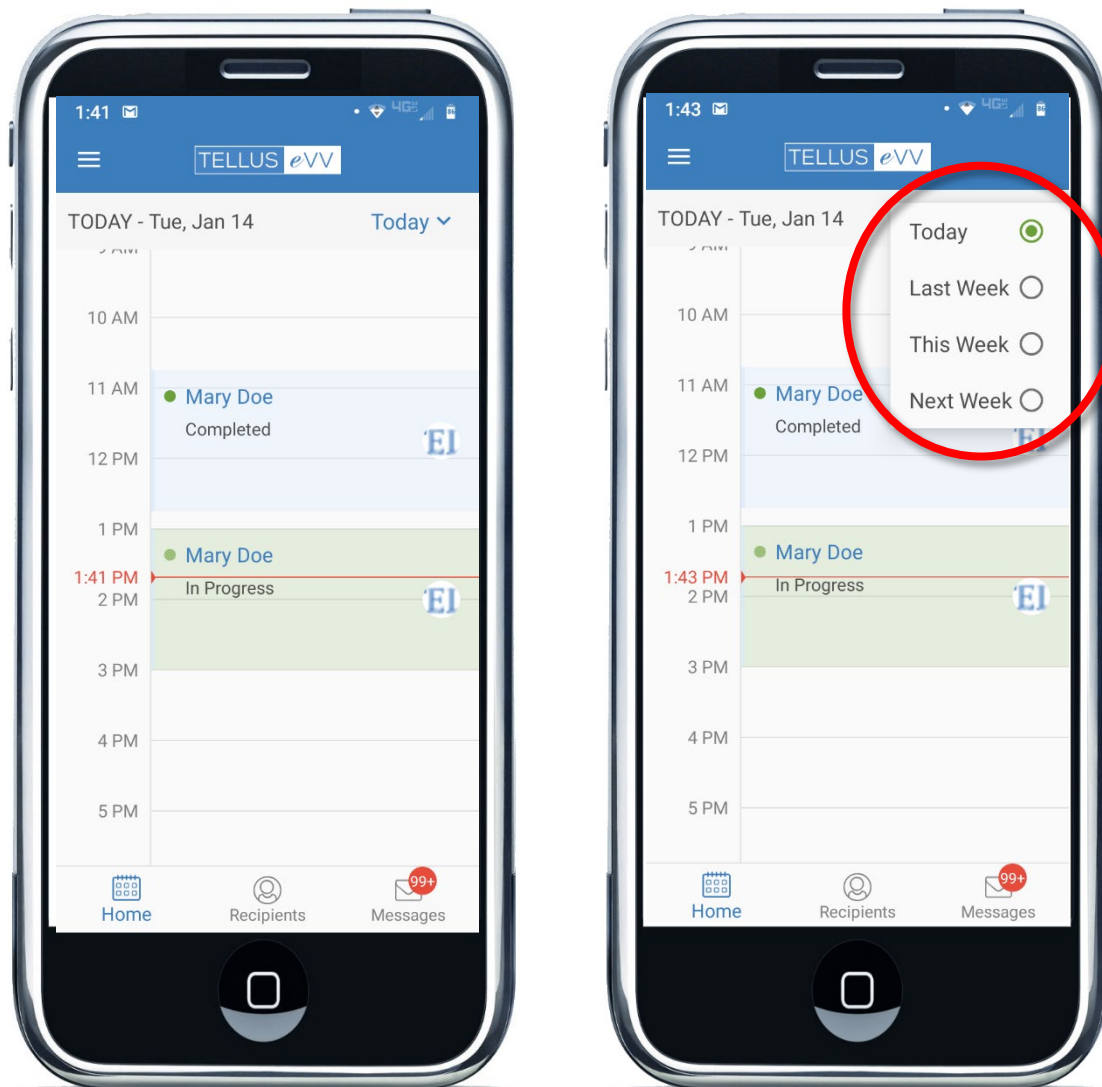 1:41
4G
86
TELLUS eVV
TODAY - Tue, Jan 14
Today
10 AM
11 AM
Mary Doe
Completed
12 PM
1 PM
Mary Doe
1:41 PM
In Progress
2 PM
3 PM
4 PM
5 PM
99+
Home
Recipients
Messages
1:43
4G
86
TELLUS eVV
TODAY - Tue, Jan 14
Today
Last Week
This Week
Next Week
10 AM
11 AM
Mary Doe
Completed
12 PM
1 PM
Mary Doe
1:43 PM
In Progress
2 PM
3 PM
4 PM
5 PM
99+
Home
Recipients
Messages